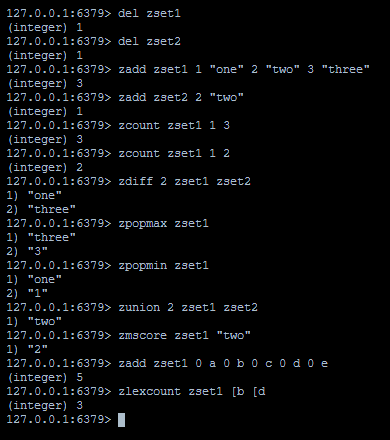 127.0.0.1:6379> del zset1
(integer) 1
127.0.0.1:6379> del zset2
(integer) 1
127.0.0.1:6379> zadd zset1 1 "one" 2 "two" 3 "three"
(integer) 3
127.0.0.1:6379> zadd zset2 2 "two"
(integer) 1
127.0.0.1:6379> zcount zset1 1 3
(integer) 3
127.0.0.1:6379> zcount zset1 1 2
(integer) 2
127.0.0.1:6379> zdiff 2 zset1 zset2
1) "one"
2) "three"
127.0.0.1:6379> zpopmax zset1
1) "three"
2) "3"
127.0.0.1:6379> zpopmin zset1
1) "one"
2) "1"
127.0.0.1:6379> zunion 2 zset1 zset2
1) "two"
127.0.0.1:6379> zmscore zset1 "two"
1) "2"
127.0.0.1:6379> zadd zset1 0 a 0 b 0 c 0 d 0 e
(integer) 5
127.0.0.1:6379> zlexcount zset1 [b [d
(integer) 3
127.0.0.1:6379>